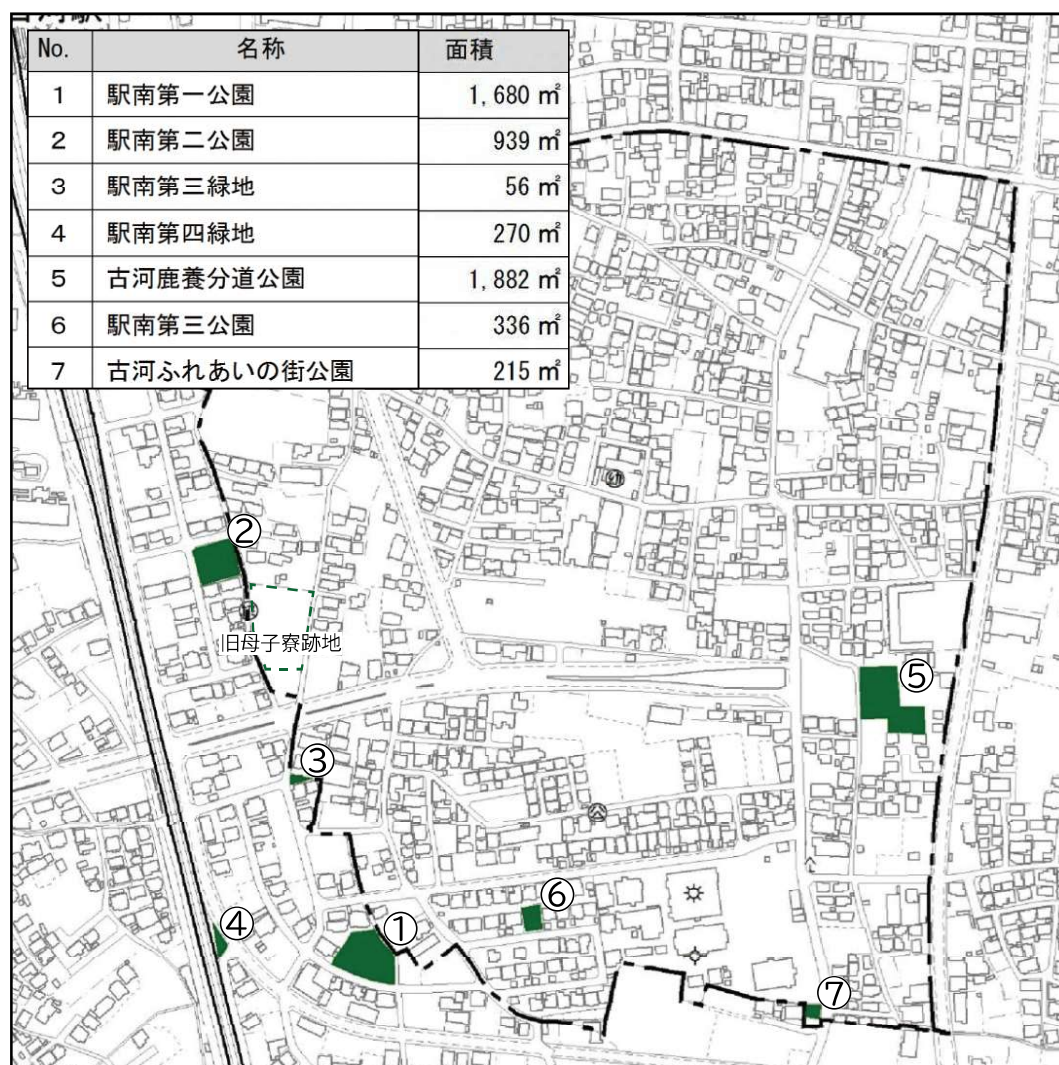 古河駅
No. 名称 面積
1 駅南第一公園 1,680 ㎡
2 駅南第二公園 939 ㎡
3 駅南第三緑地 56 ㎡
4 駅南第四緑地 270 ㎡
5 古河鹿養分道公園 1,882 ㎡
6 駅南第三公園 336 ㎡
7 古河ふれあいの街公園 215 ㎡
②
旧母子寮跡地
⑤
③
⑥
④
①
⑦